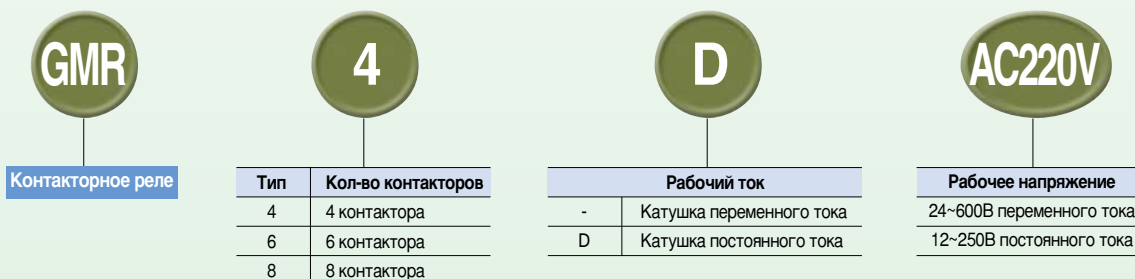 GMR 4 D AC220V
Контакторное реле
Тип Кол-во контакторов
4 4 контактора
6 6 контактора
8 8 контактора
Рабочий ток
- Катушка переменного тока
D Катушка постоянного тока
Рабочее напряжение
24~600В переменного тока
12~250В постоянного тока